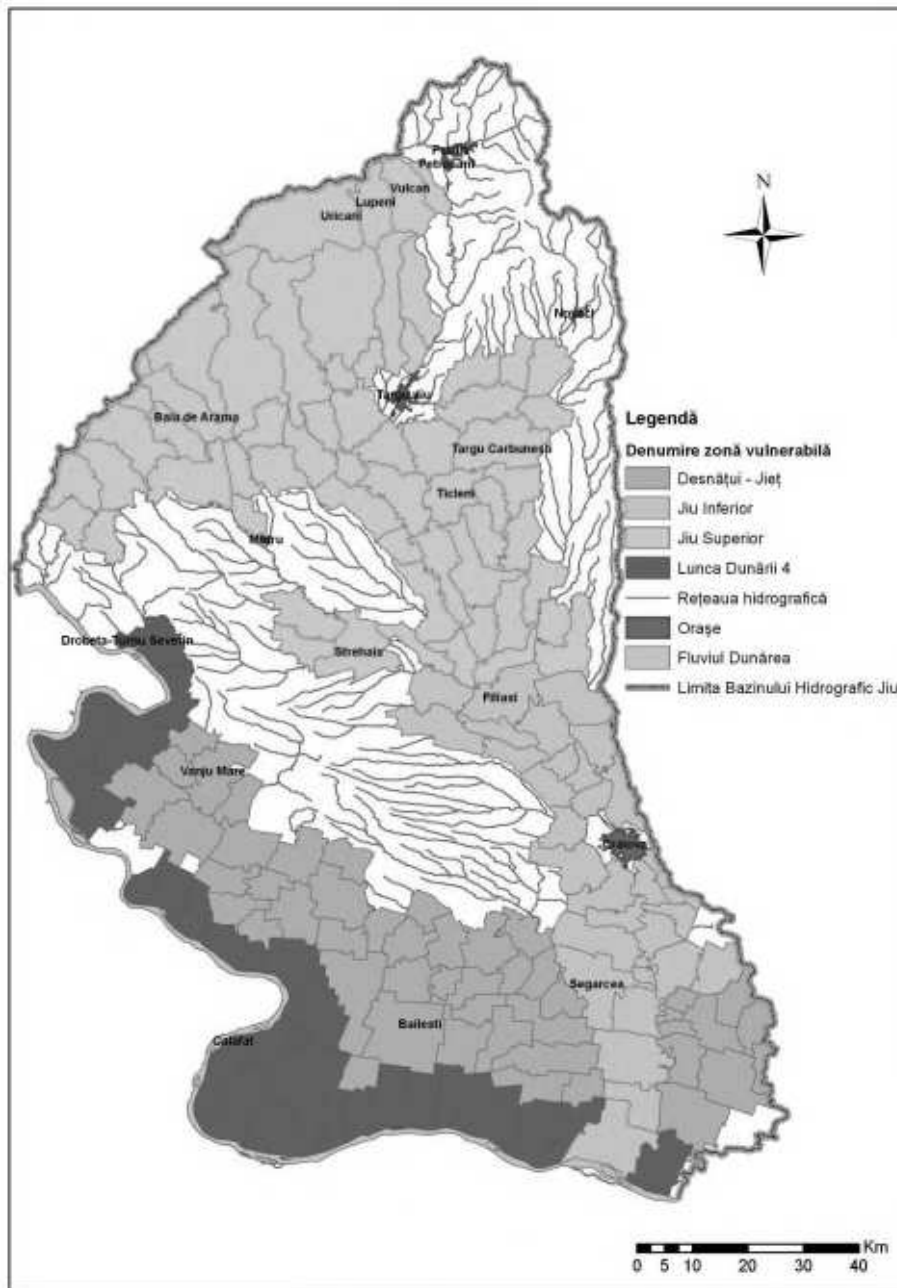 N
Vulcan
Lupeni
Uricani
Novaci
Targu Jiu
Baia de Arama
Targu Carbunesti
Ticleni
Motru
Drobeta-Turnu Severin
Strehaia
Filiasi
Vanju Mare
Craiova
Segarcea
Bailesti
Calafat
Legendă
Denumire zonă vulnerabilă
Desnățui - Jieț
Jiu Inferior
Jiu Superior
Lunca Dunării 4
Rețeaua hidrografică
Orașe
Fluviul Dunărea
Limita Bazinului Hidrografic Jiu
Km
0 5 10 20 30 40